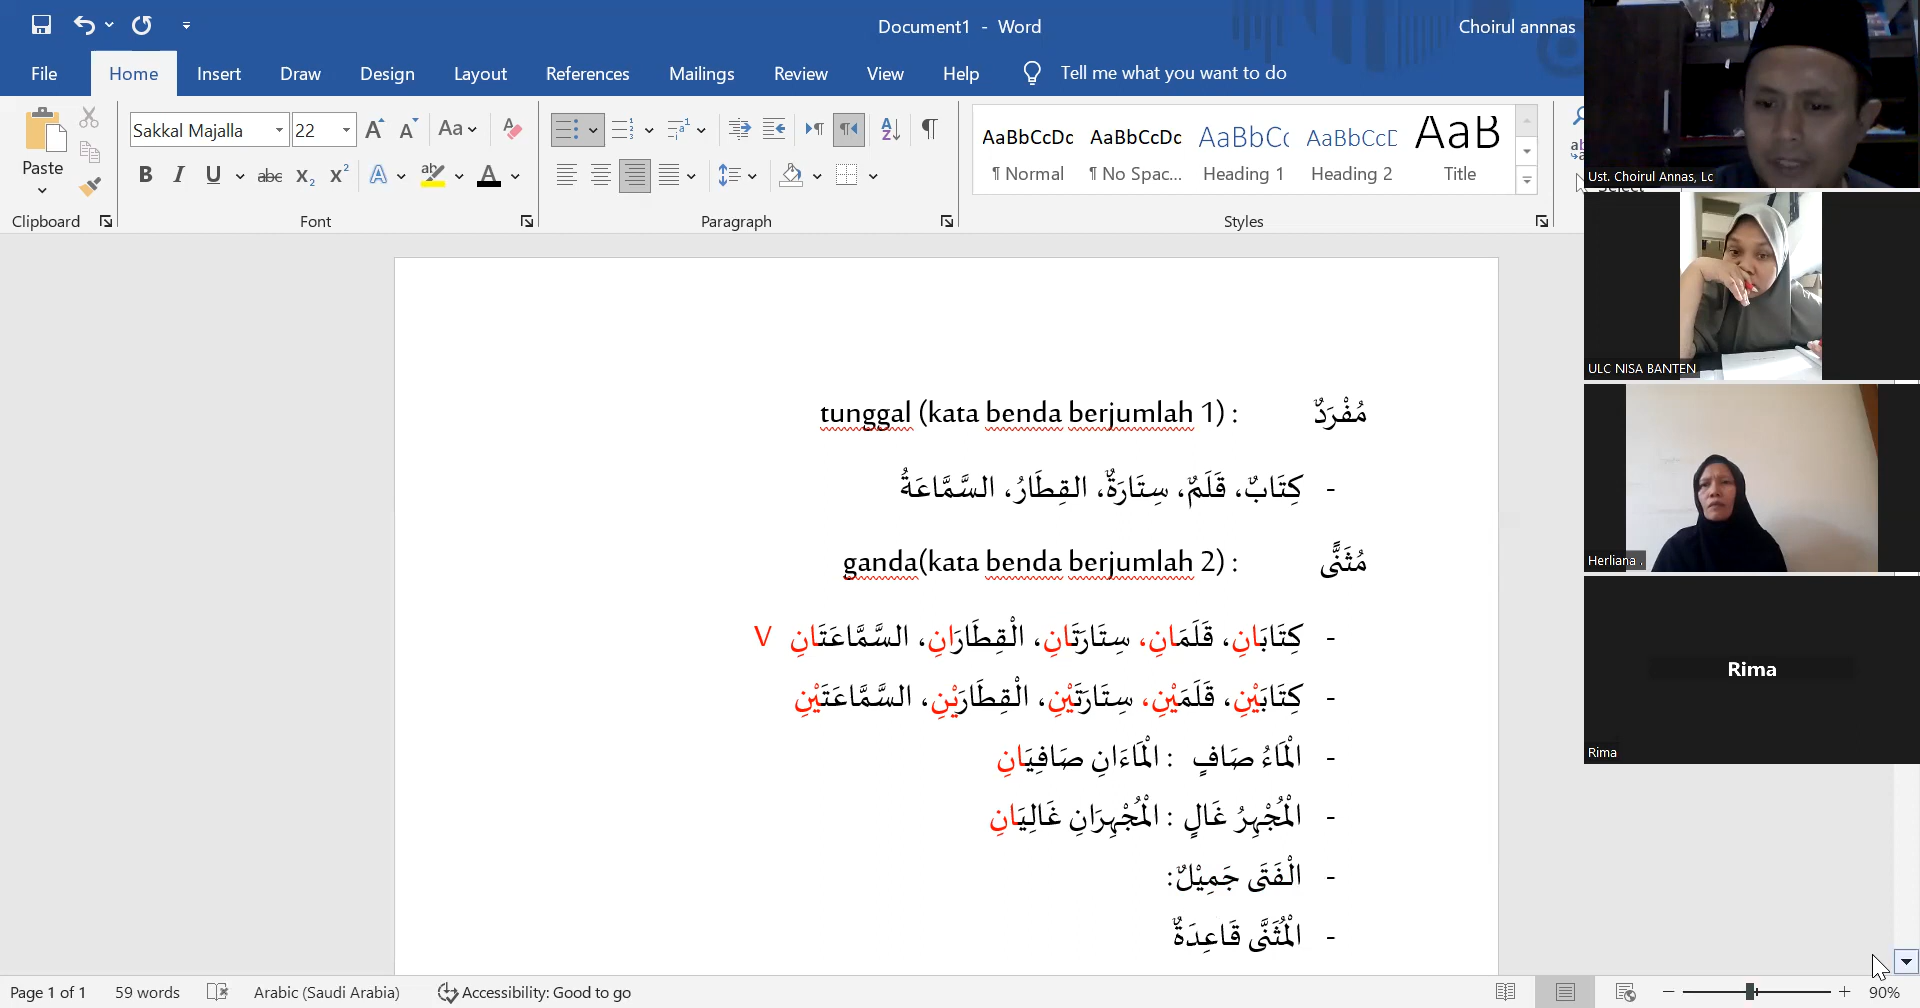 Document1 - Word
Choirul annnas
File Home Insert Draw Design Layout References Mailings Review View Help Tell me what you want to do
Sakkal Majalla 22
Paste
Clipboard
Font
Paragraph
AaBbCcDc AaBbCcDc AaBbCc AaBbCcD AaB
¶ Normal ¶ No Spac... Heading 1 Heading 2 Title
Styles
Select
Ust. Choirul Annas, Lc
ULC NISA BANTEN
Herliana .
Rima
Rima
مُفْرَدٌ : tunggal (kata benda berjumlah 1)
- كِتَابٌ، قَلَمٌ، سِتَارَةٌ، القِطَارُ، السَّمَّاعَةُ
مُثَنًّى : ganda(kata benda berjumlah 2)
- كِتَابَانِ، قَلَمَانِ، سِتَارَتَانِ، الْقِطَارَانِ، السَّمَّاعَتَانِ V
- كِتَابَيْنِ، قَلَمَيْنِ، سِتَارَتَيْنِ، الْقِطَارَيْنِ، السَّمَّاعَتَيْنِ
- الْمَاءُ صَافٍ : الْمَاءَانِ صَافِيَانِ
- الْمُجْهِرُ غَالٍ : الْمُجْهِرَانِ غَالِيَانِ
- الْفَتَى جَمِيْلٌ:
- الْمُثَنَّى قَاعِدَةٌ
Page 1 of 1 59 words Arabic (Saudi Arabia) Accessibility: Good to go 90%